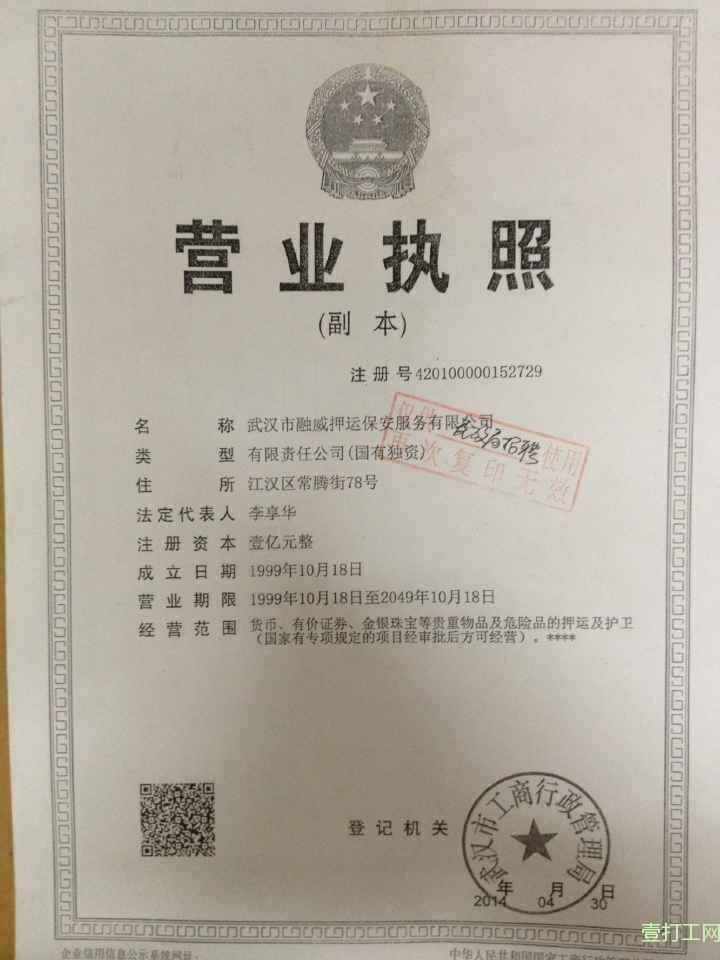 营业执照
(副 本)
注册号420100000152729
名称 武汉市融威押运保安服务有限公司
类型 有限责任公司(国有独资)
住所 江汉区常腾街78号
法定代表人 李享华
注册资本 壹亿元整
成立日期 1999年10月18日
营业期限 1999年10月18日至2049年10月18日
经营范围 货币、有价证券、金银珠宝等贵重物品及危险品的押运及护卫
(国家有专项规定的项目经审批后方可经营)。****
使用
再次复印无效
登记机关
武汉市工商行政管理局
年 月 日
2014 04 30
企业信用信息公示系统网址:
中华人民共和国国家工商行政管理
壹打工网